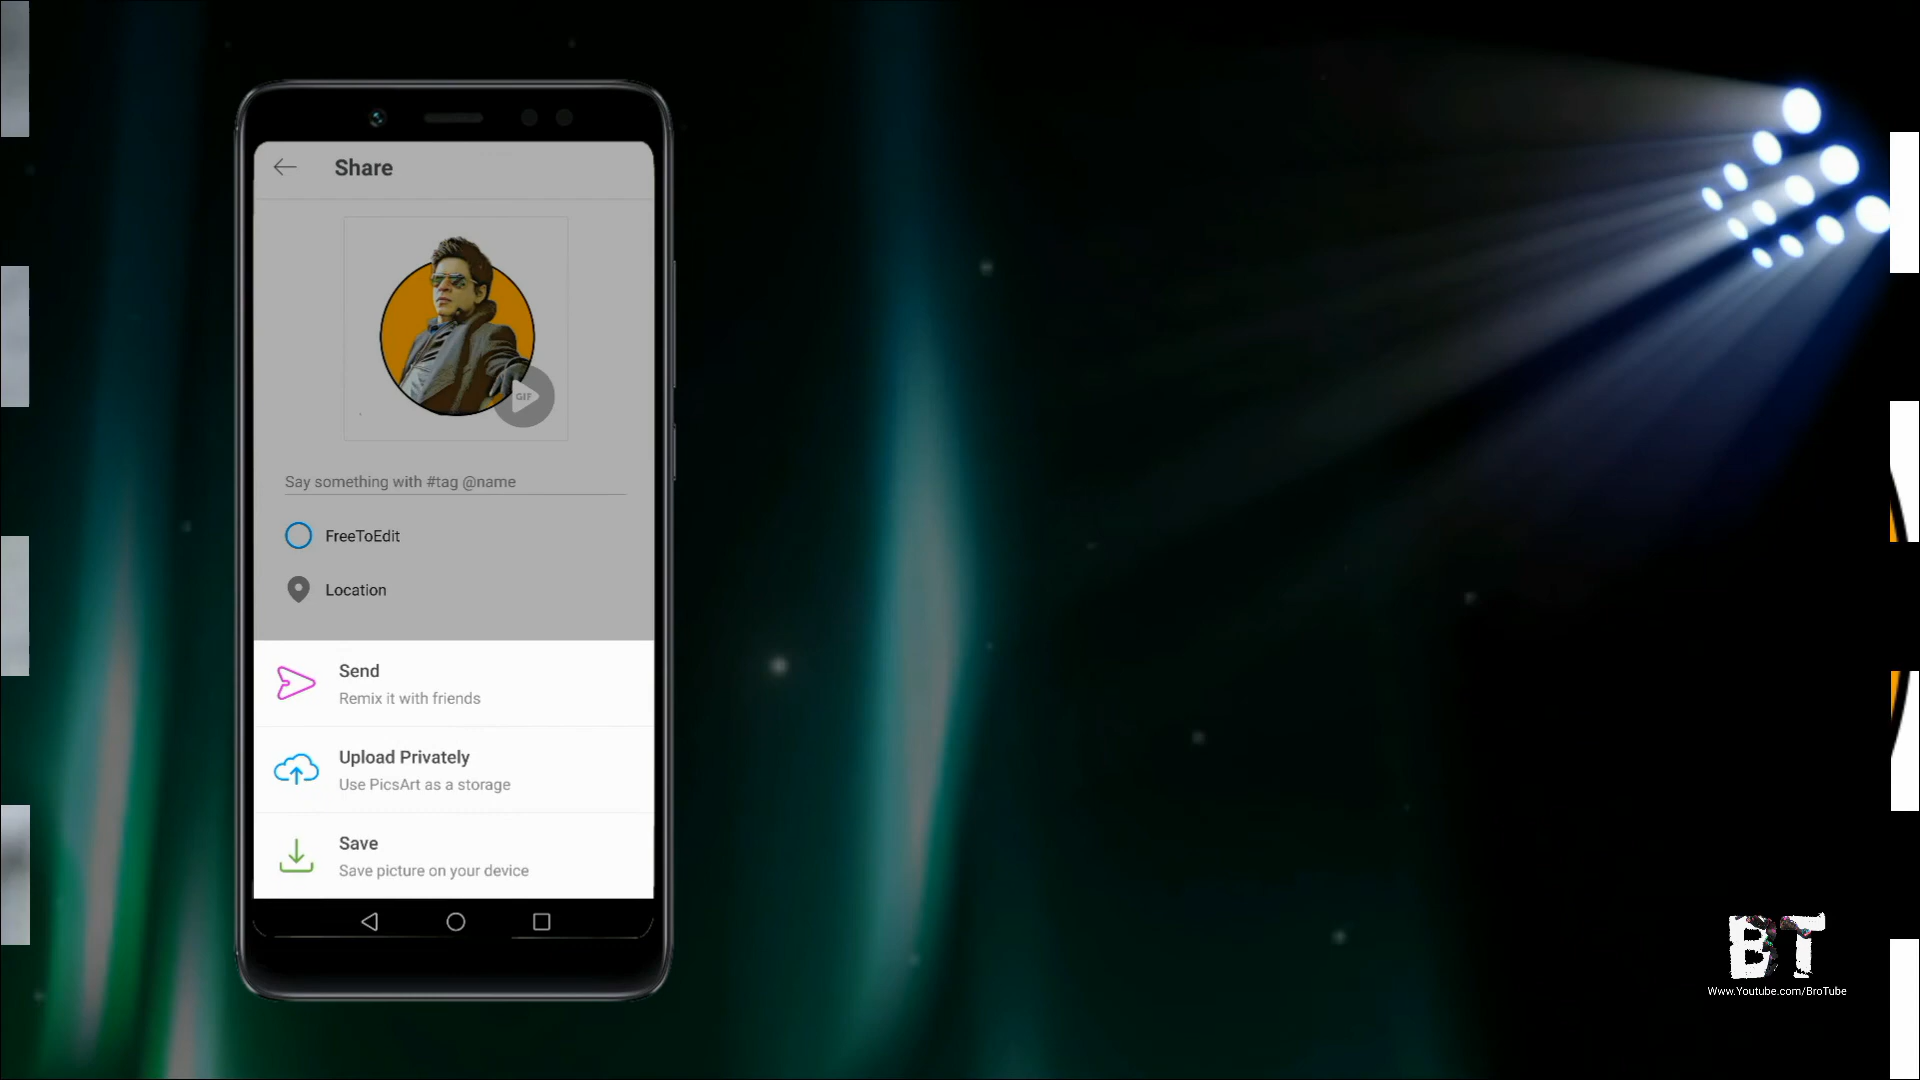 Share
GIF
Say something with #tag @name
FreeToEdit
Location
Send
Remix it with friends
Upload Privately
Use PicsArt as a storage
Save
Save picture on your device
BT
Www.Youtube.com/BroTube